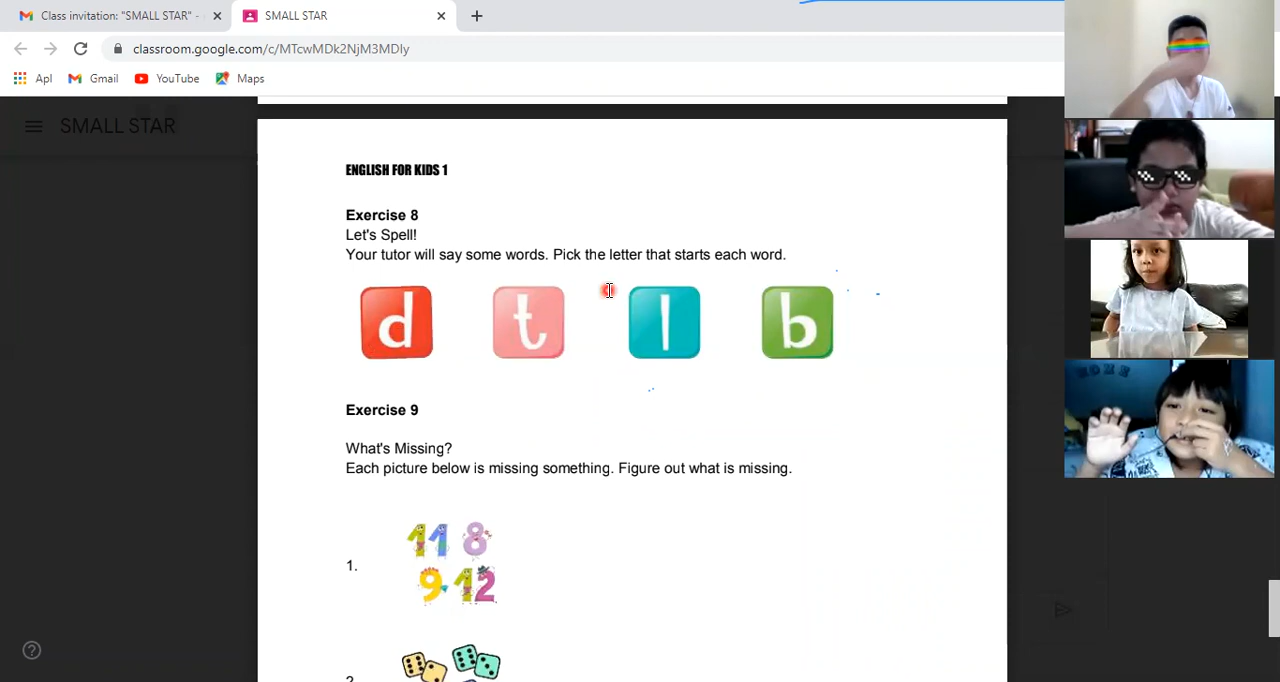 Class invitation: "SMALL STAR" -
SMALL STAR
classroom.google.com/c/MTcwMDk2NjM3MDly
Apl Gmail YouTube Maps
SMALL STAR
ENGLISH FOR KIDS 1
Exercise 8
Let's Spell!
Your tutor will say some words. Pick the letter that starts each word.
d t l b
Exercise 9
What's Missing?
Each picture below is missing something. Figure out what is missing.
11 8
1. 9 12
2.
HOME